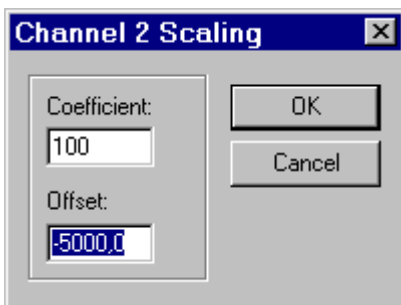 Channel 2 Scaling
Coefficient:
100
OK
Cancel
Offset:
-5000,0